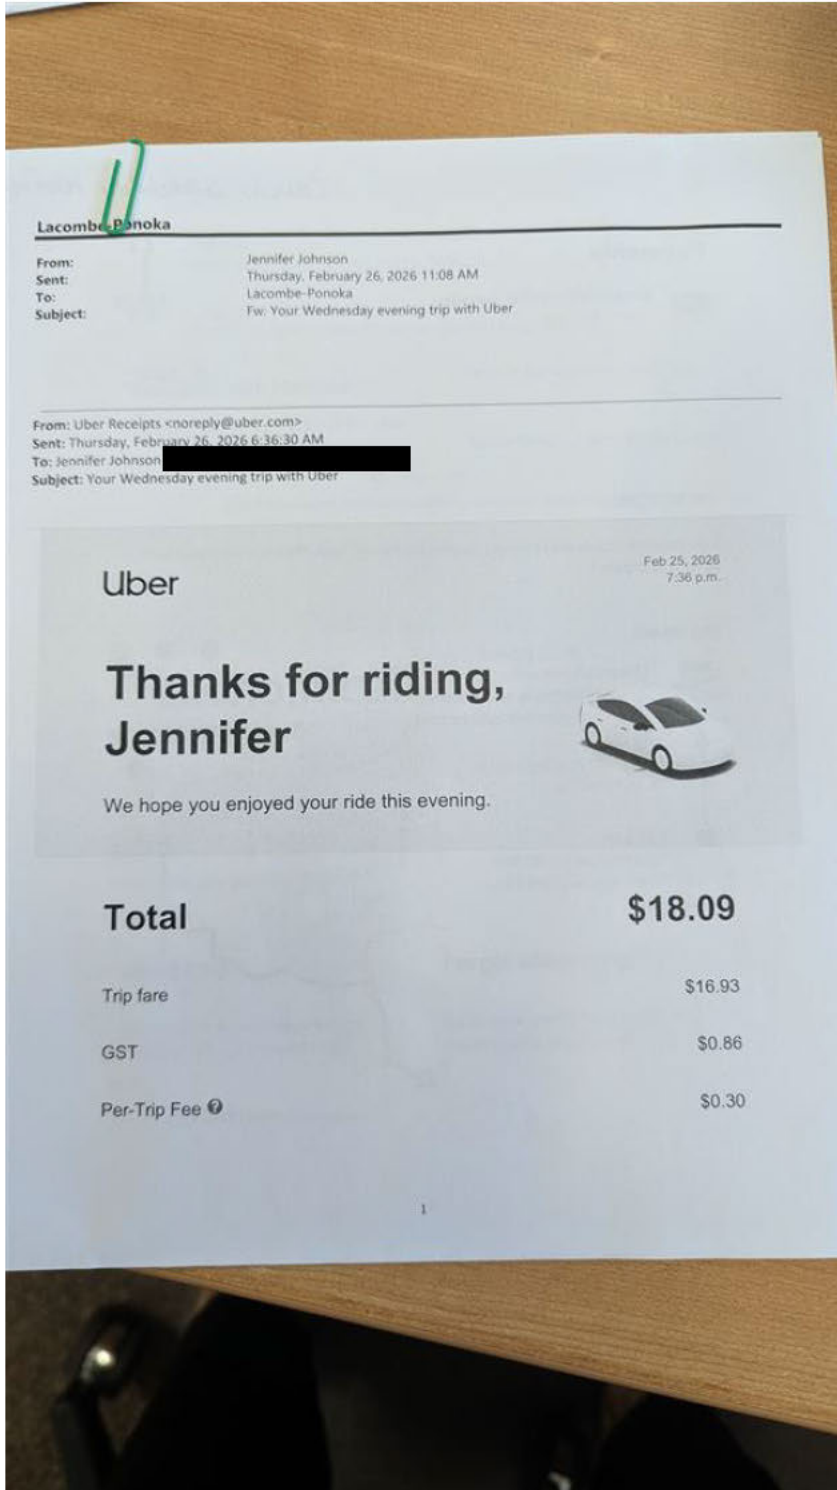 Lacombe-Ponoka
From: Jennifer Johnson
Sent: Thursday, February 26, 2026 11:08 AM
To: Lacombe-Ponoka
Subject: Fw: Your Wednesday evening trip with Uber
From: Uber Receipts <noreply@uber.com>
Sent: Thursday, February 26, 2026 6:36:30 AM
To: Jennifer Johnson
Subject: Your Wednesday evening trip with Uber
Uber
Feb 25, 2026
7:36 p.m.
Thanks for riding,
Jennifer
We hope you enjoyed your ride this evening.
Total $18.09
Trip fare $16.93
GST $0.86
Per-Trip Fee $0.30
1